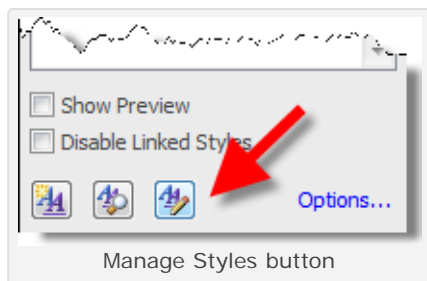 Show Preview
Disable Linked Styles
Options...
Manage Styles button